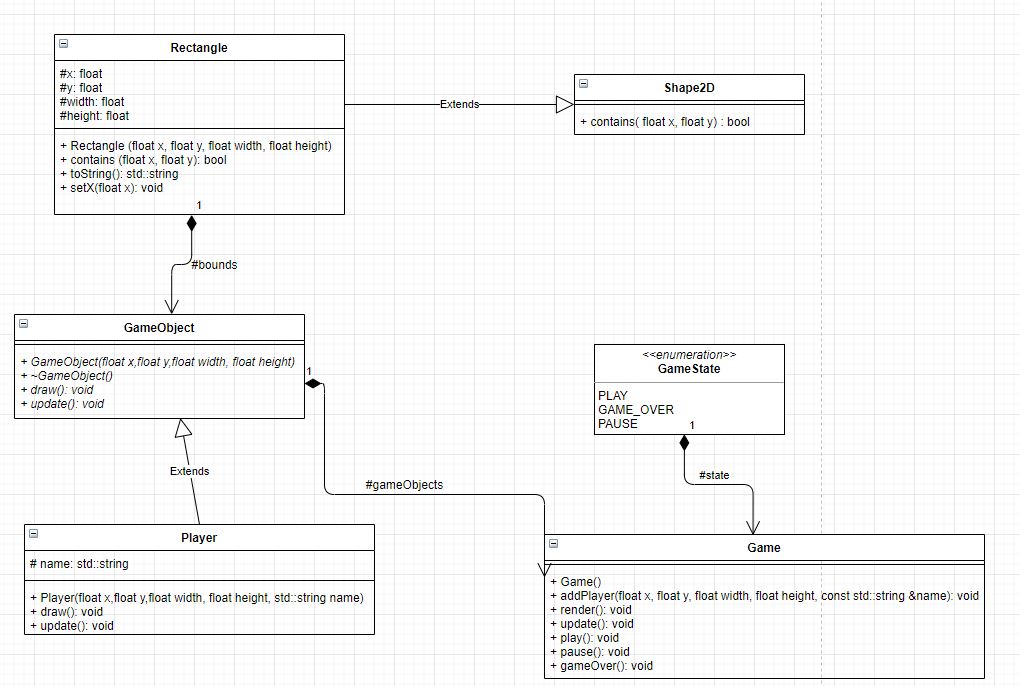 Rectangle
#x: float
#y: float
#width: float
#height: float
+ Rectangle (float x, float y, float width, float height)
+ contains (float x, float y): bool
+ toString(): std::string
+ setX(float x): void
1
Extends
Shape2D
+ contains( float x, float y) : bool
#bounds
GameObject
+ GameObject(float x,float y,float width, float height)
+ ~GameObject()
+ draw(): void
+ update(): void
1
<<enumeration>>
GameState
PLAY
GAME_OVER
PAUSE
1
Extends
#gameObjects
#state
Player
# name: std::string
+ Player(float x,float y,float width, float height, std::string name)
+ draw(): void
+ update(): void
Game
+ Game()
+ addPlayer(float x, float y, float width, float height, const std::string &name): void
+ render(): void
+ update(): void
+ play(): void
+ pause(): void
+ gameOver(): void